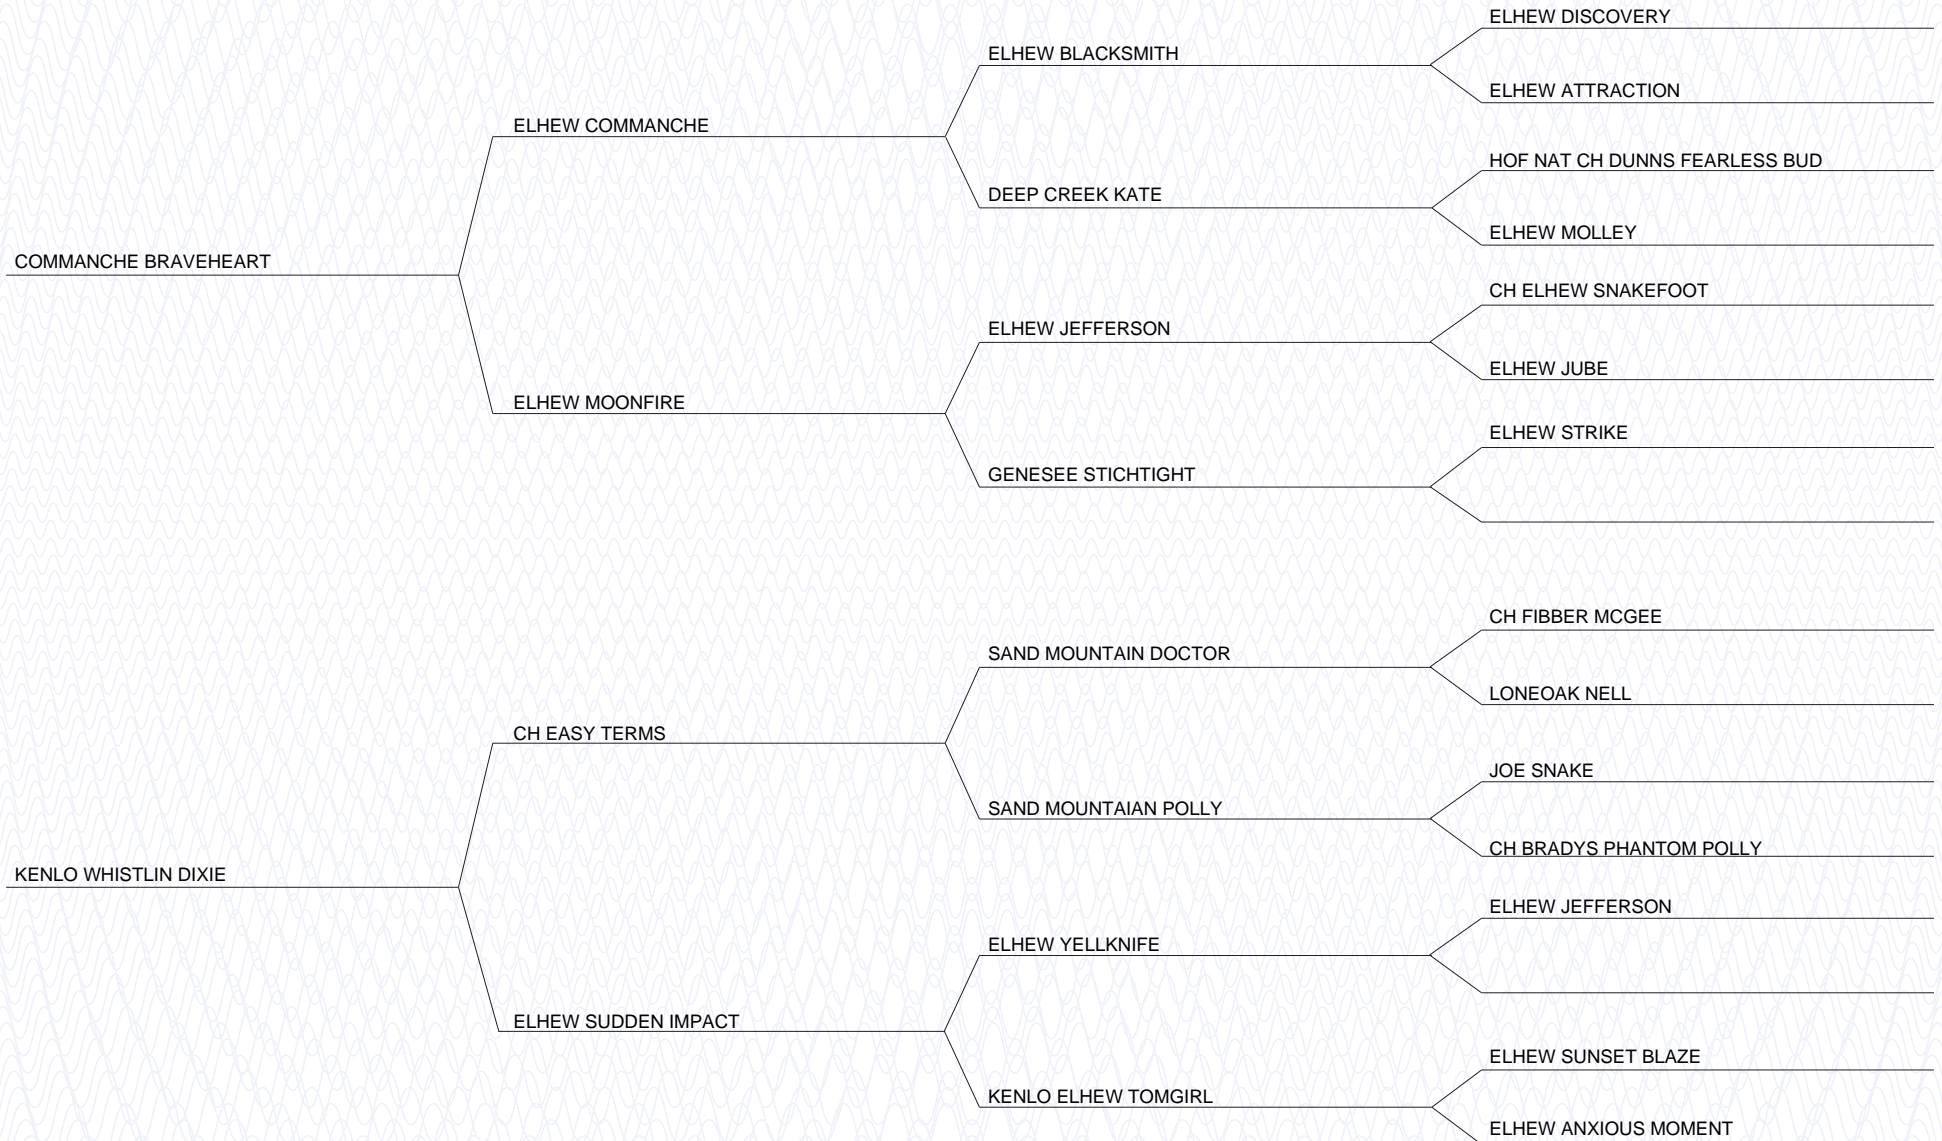 ELHEW DISCOVERY
ELHEW BLACKSMITH
ELHEW ATTRACTION
ELHEW COMMANCHE
HOF NAT CH DUNNS FEARLESS BUD
DEEP CREEK KATE
ELHEW MOLLEY
COMMANCHE BRAVEHEART
CH ELHEW SNAKEFOOT
ELHEW JEFFERSON
ELHEW JUBE
ELHEW MOONFIRE
ELHEW STRIKE
GENESEE STICHTIGHT
CH FIBBER MCGEE
SAND MOUNTAIN DOCTOR
LONEOAK NELL
CH EASY TERMS
JOE SNAKE
SAND MOUNTAIAN POLLY
CH BRADYS PHANTOM POLLY
KENLO WHISTLIN DIXIE
ELHEW JEFFERSON
ELHEW YELLKNIFE
ELHEW SUDDEN IMPACT
ELHEW SUNSET BLAZE
KENLO ELHEW TOMGIRL
ELHEW ANXIOUS MOMENT